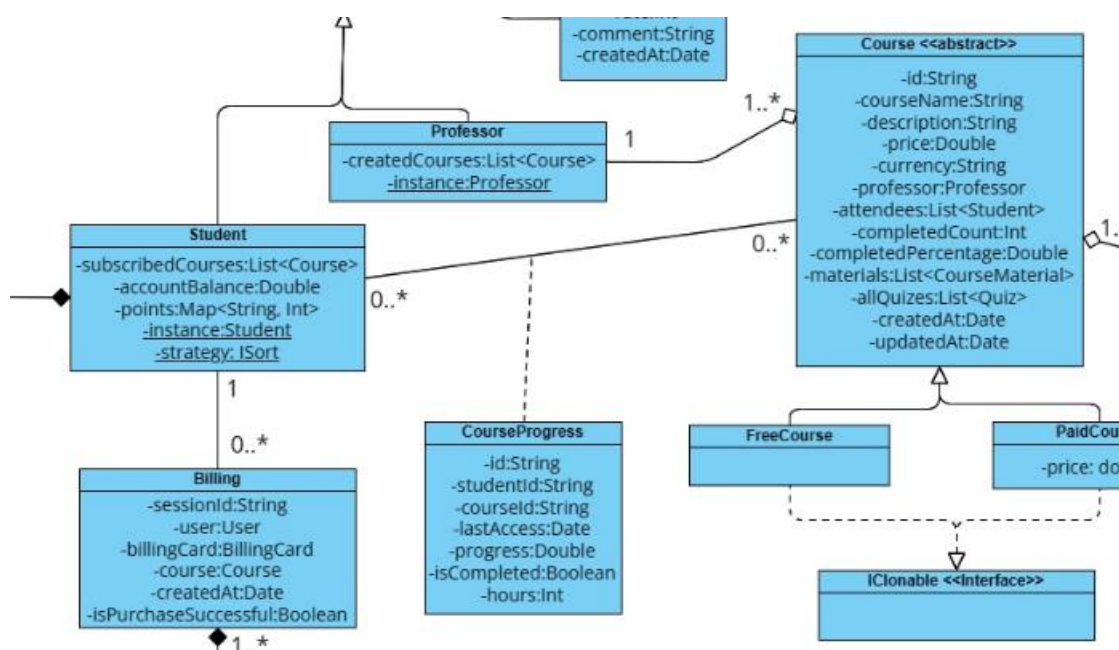 -comment:String
-createdAt:Date
Course <<abstract>>
-id:String
-courseName:String
-description:String
-price:Double
-currency:String
-professor:Professor
-attendees:List<Student>
-completedCount:Int
-completedPercentage:Double
-materials:List<CourseMaterial>
-allQuizes:List<Quiz>
-createdAt:Date
-updatedAt:Date
1..*
1
Professor
-createdCourses:List<Course>
-instance:Professor
Student
-subscribedCourses:List<Course>
-accountBalance:Double
-points:Map<String, Int>
-instance:Student
-strategy: ISort
0..*
0..*
1..
1
0..*
Billing
-sessionId:String
-user:User
-billingCard:BillingCard
-course:Course
-createdAt:Date
-isPurchaseSuccessful:Boolean
1..*
CourseProgress
-id:String
-studentId:String
-courseId:String
-lastAccess:Date
-progress:Double
-isCompleted:Boolean
-hours:Int
FreeCourse
PaidCou
-price: do
IClonable <<Interface>>